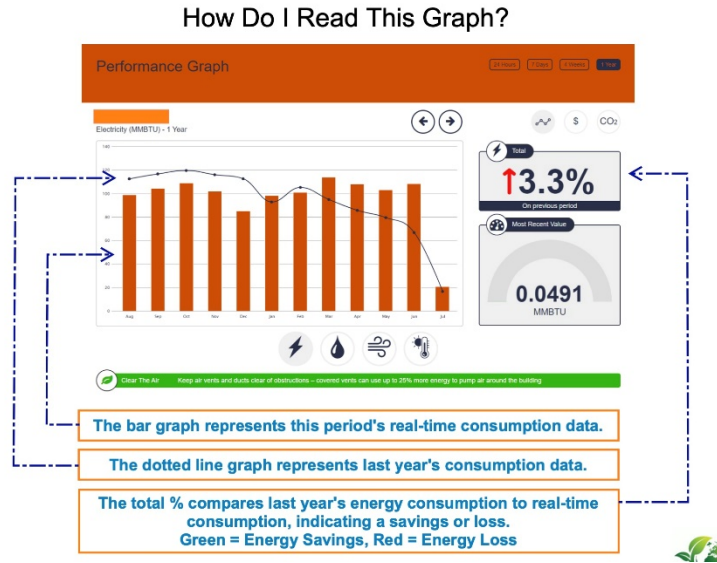 How Do I Read This Graph?
Performance Graph
24 Hours
7 Days
4 Weeks
1 Year
Electricity (MMBTU) - 1 Year
$
CO2
140
120
100
80
60
40
20
0
Aug Sep Oct Nov Dec Jan Feb Mar Apr May Jun Jul
Total
↑3.3%
On previous period
Most Recent Value
0.0491
MMBTU
Clear The Air Keep air vents and ducts clear of obstructions – covered vents can use up to 25% more energy to pump air around the building
The bar graph represents this period's real-time consumption data.
The dotted line graph represents last year's consumption data.
The total % compares last year's energy consumption to real-time
consumption, indicating a savings or loss.
Green = Energy Savings, Red = Energy Loss